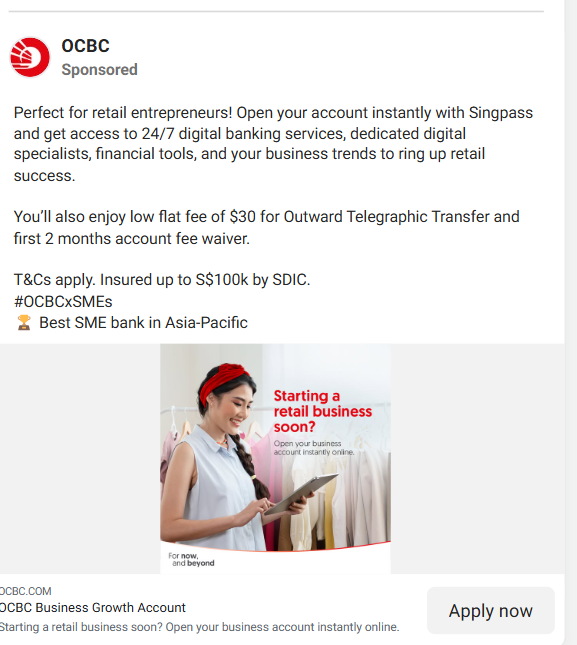 OCBC
Sponsored
Perfect for retail entrepreneurs! Open your account instantly with Singpass
and get access to 24/7 digital banking services, dedicated digital
specialists, financial tools, and your business trends to ring up retail
success.
You’ll also enjoy low flat fee of $30 for Outward Telegraphic Transfer and
first 2 months account fee waiver.
T&Cs apply. Insured up to S$100k by SDIC.
#OCBCxSMEs
🏆 Best SME bank in Asia-Pacific
Starting a
retail business
soon?
Open your business
account instantly online.
For now,
and beyond
OCBC.COM
OCBC Business Growth Account
Starting a retail business soon? Open your business account instantly online.
Apply now